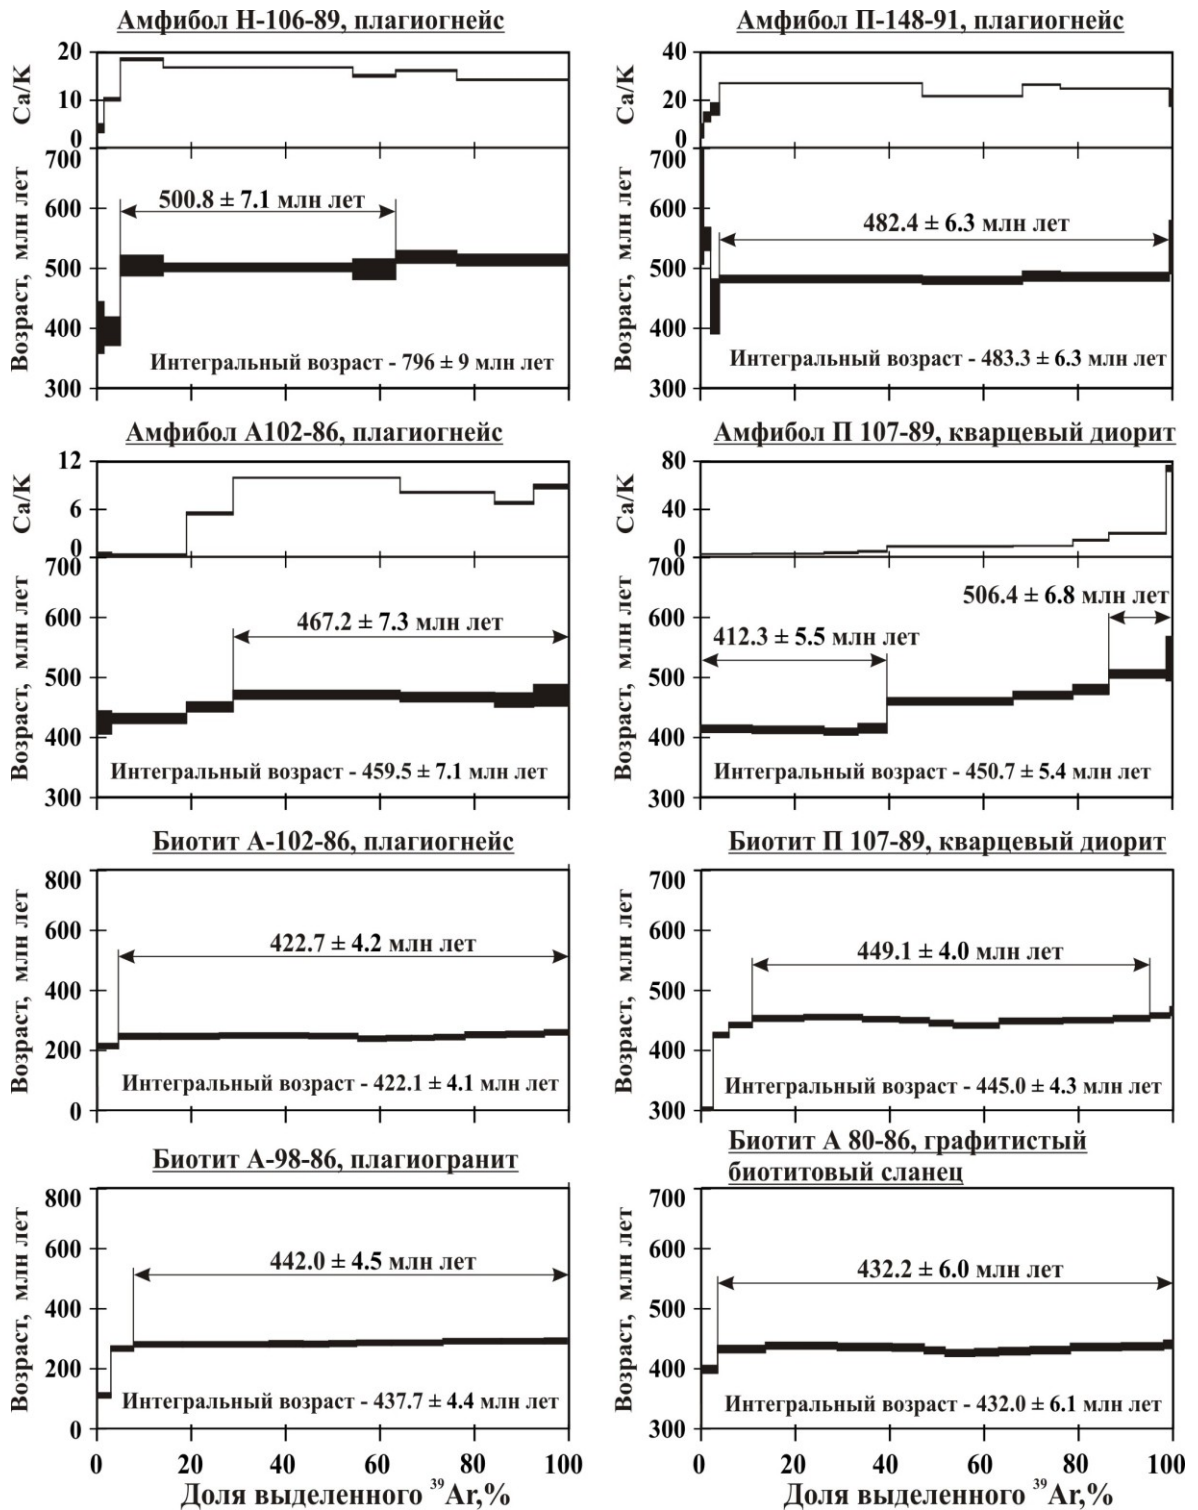 Амфибол Н-106-89, плагиогнейс
Ca/K
20
10
0
Возраст, млн лет
700
600
500
400
300
500.8 ± 7.1 млн лет
Интегральный возраст - 796 ± 9 млн лет
Амфибол П-148-91, плагиогнейс
Ca/K
40
20
0
Возраст, млн лет
700
600
500
400
300
482.4 ± 6.3 млн лет
Интегральный возраст - 483.3 ± 6.3 млн лет
Амфибол А102-86, плагиогнейс
Ca/K
12
6
0
Возраст, млн лет
700
600
500
400
300
467.2 ± 7.3 млн лет
Интегральный возраст - 459.5 ± 7.1 млн лет
Амфибол П 107-89, кварцевый диорит
Ca/K
80
40
0
Возраст, млн лет
700
600
500
400
300
506.4 ± 6.8 млн лет
412.3 ± 5.5 млн лет
Интегральный возраст - 450.7 ± 5.4 млн лет
Биотит А-102-86, плагиогнейс
Возраст, млн лет
800
600
400
200
0
422.7 ± 4.2 млн лет
Интегральный возраст - 422.1 ± 4.1 млн лет
Биотит П 107-89, кварцевый диорит
Возраст, млн лет
700
600
500
400
300
449.1 ± 4.0 млн лет
Интегральный возраст - 445.0 ± 4.3 млн лет
Биотит А-98-86, плагиогранит
Возраст, млн лет
800
600
400
200
0
442.0 ± 4.5 млн лет
Интегральный возраст - 437.7 ± 4.4 млн лет
0 20 40 60 80 100
Доля выделенного ³⁹Ar,%
Биотит А 80-86, графитистый
биотитовый сланец
Возраст, млн лет
700
600
500
400
300
432.2 ± 6.0 млн лет
Интегральный возраст - 432.0 ± 6.1 млн лет
0 20 40 60 80 100
Доля выделенного ³⁹Ar,%